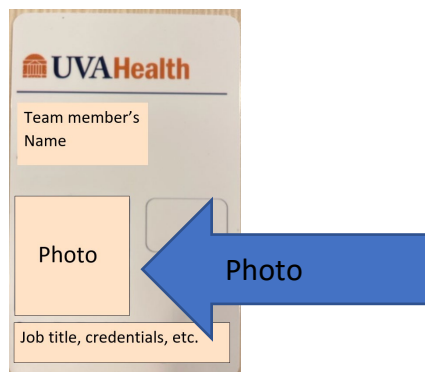 UVAHealth
Team member's
Name
Photo
Photo
Job title, credentials, etc.